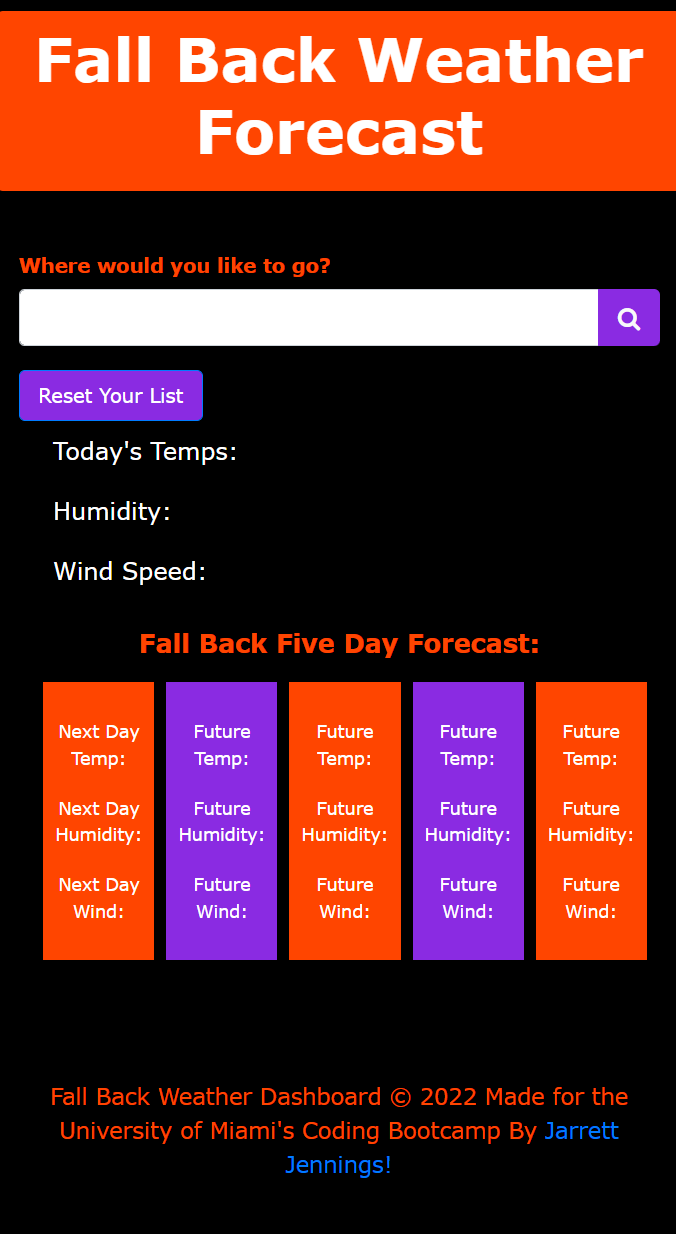 Fall Back Weather
Forecast
Where would you like to go?
Reset Your List
Today's Temps:
Humidity:
Wind Speed:
Fall Back Five Day Forecast:
Next Day
Temp:
Next Day
Humidity:
Next Day
Wind:
Future
Temp:
Future
Humidity:
Future
Wind:
Future
Temp:
Future
Humidity:
Future
Wind:
Future
Temp:
Future
Humidity:
Future
Wind:
Future
Temp:
Future
Humidity:
Future
Wind:
Fall Back Weather Dashboard © 2022 Made for the
University of Miami's Coding Bootcamp By Jarrett
Jennings!